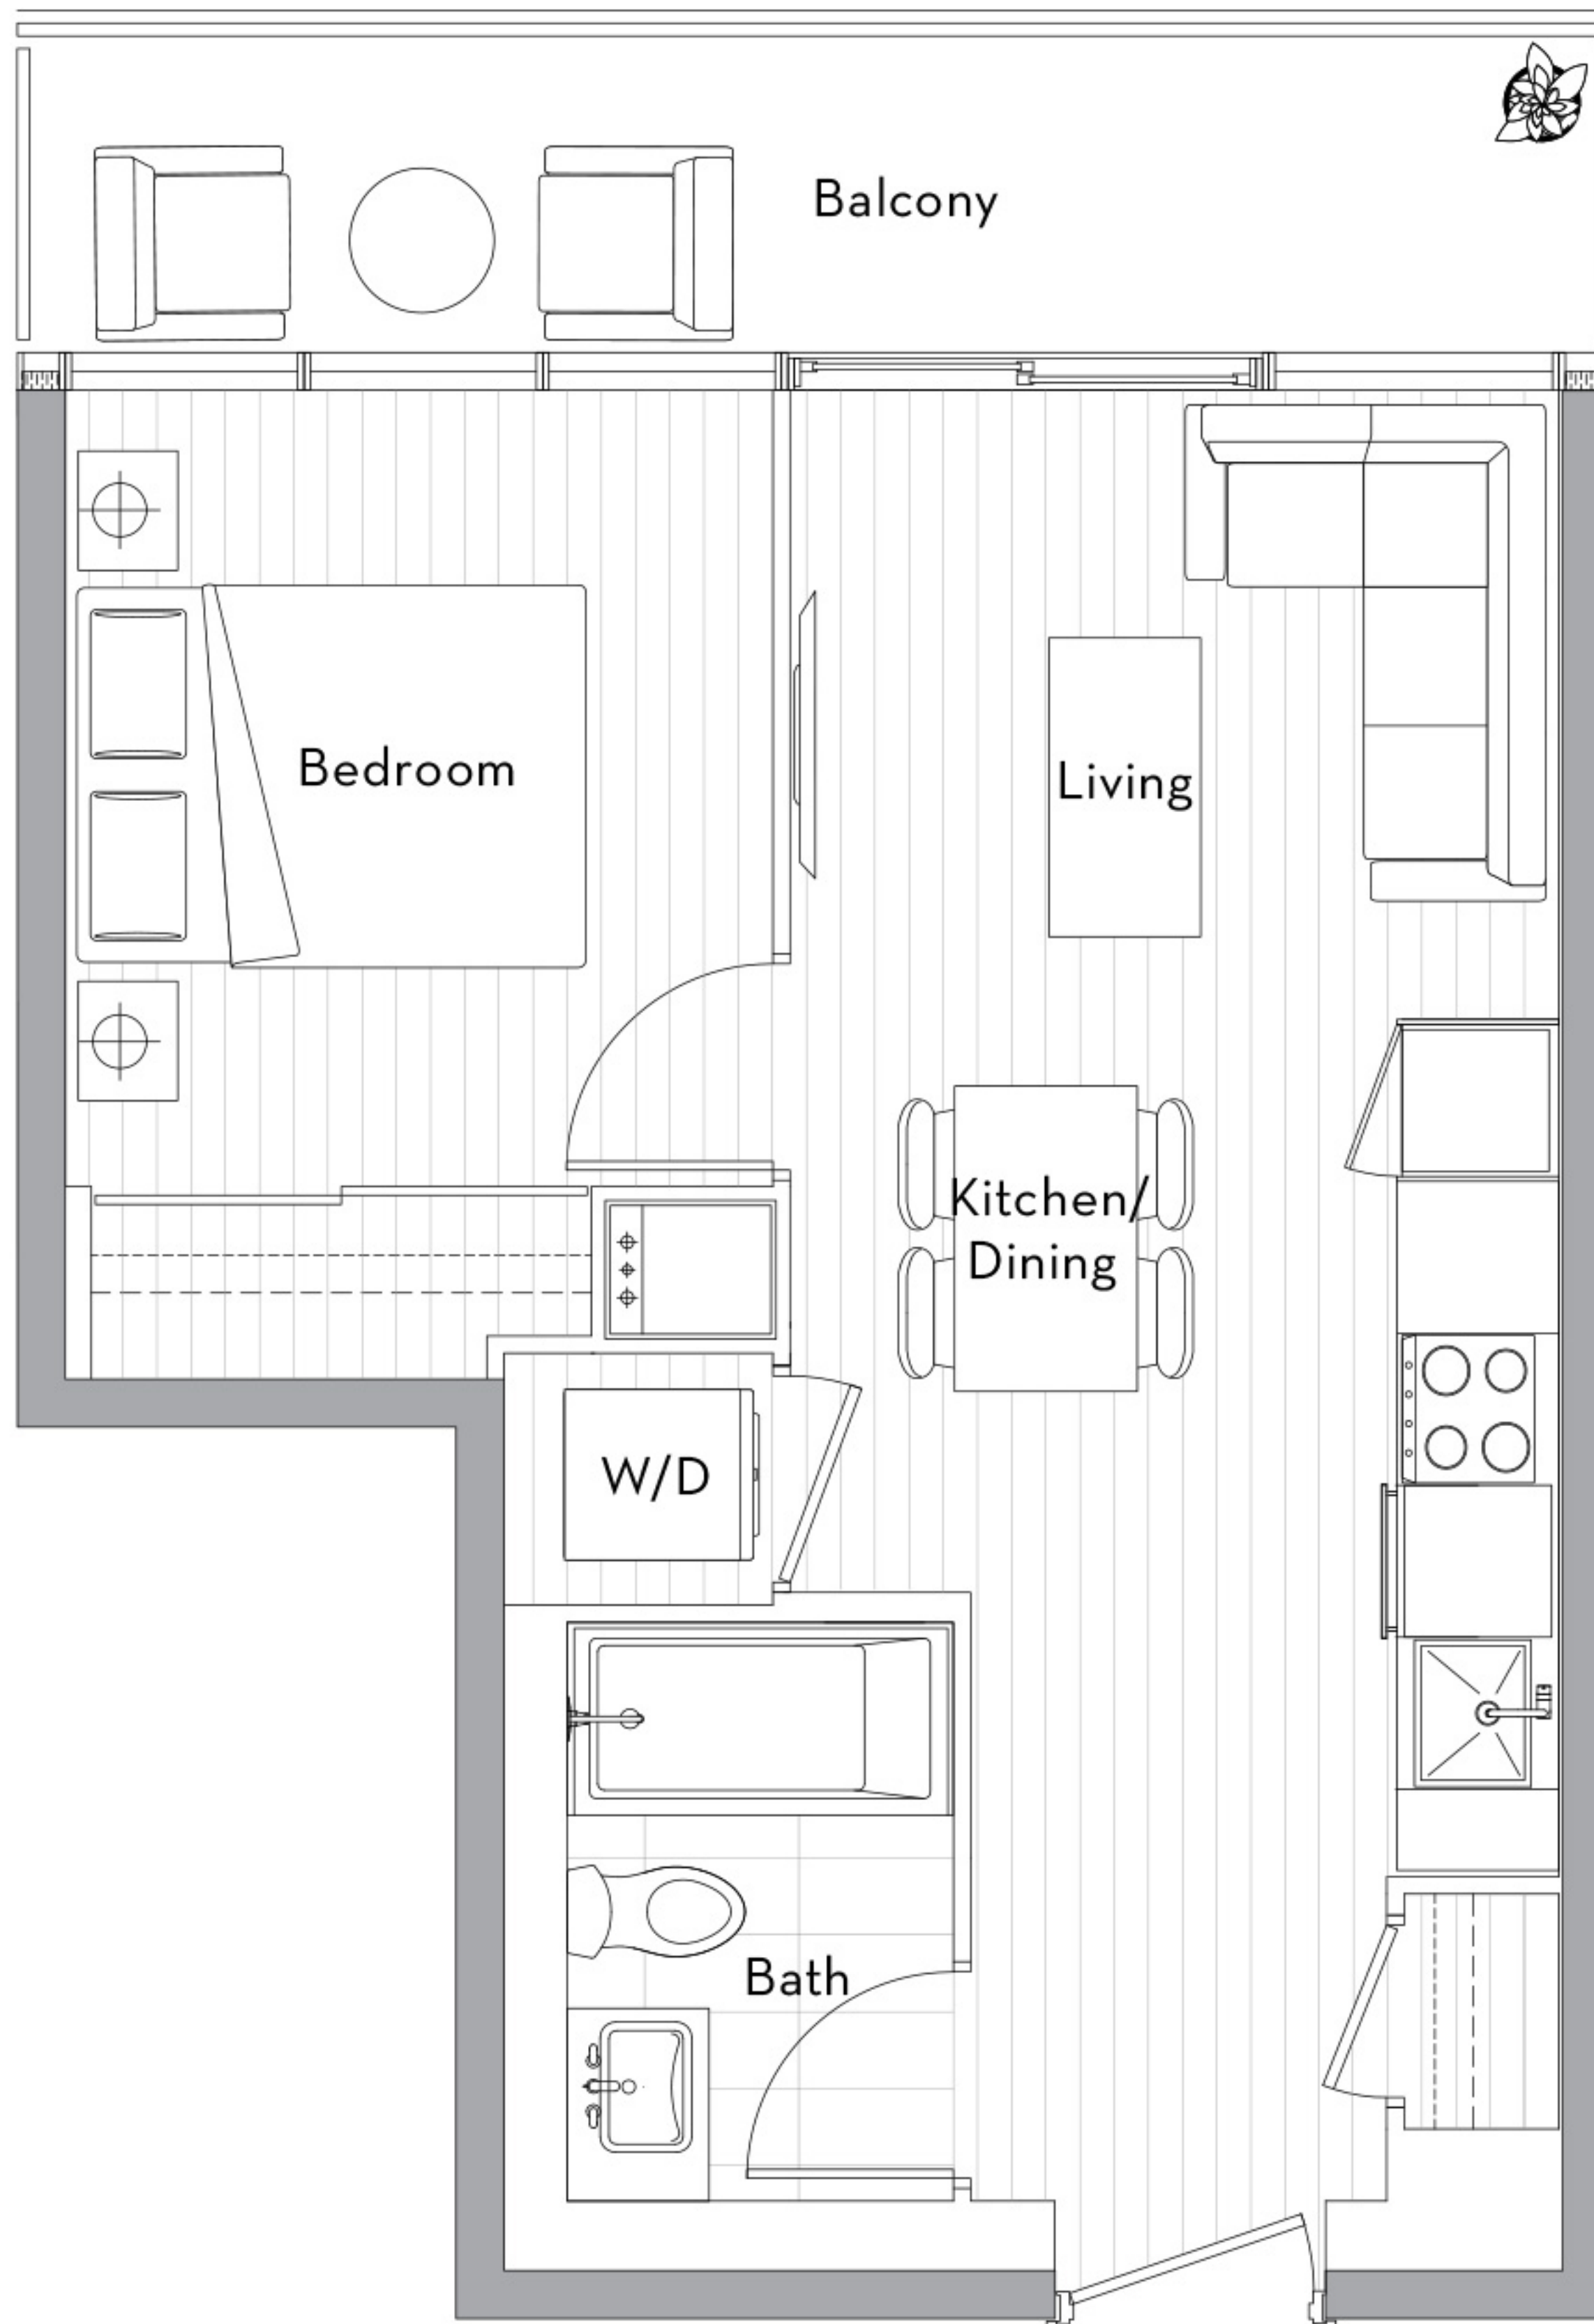 Balcony
Bedroom
Living
Kitchen/
Dining
W/D
Bath